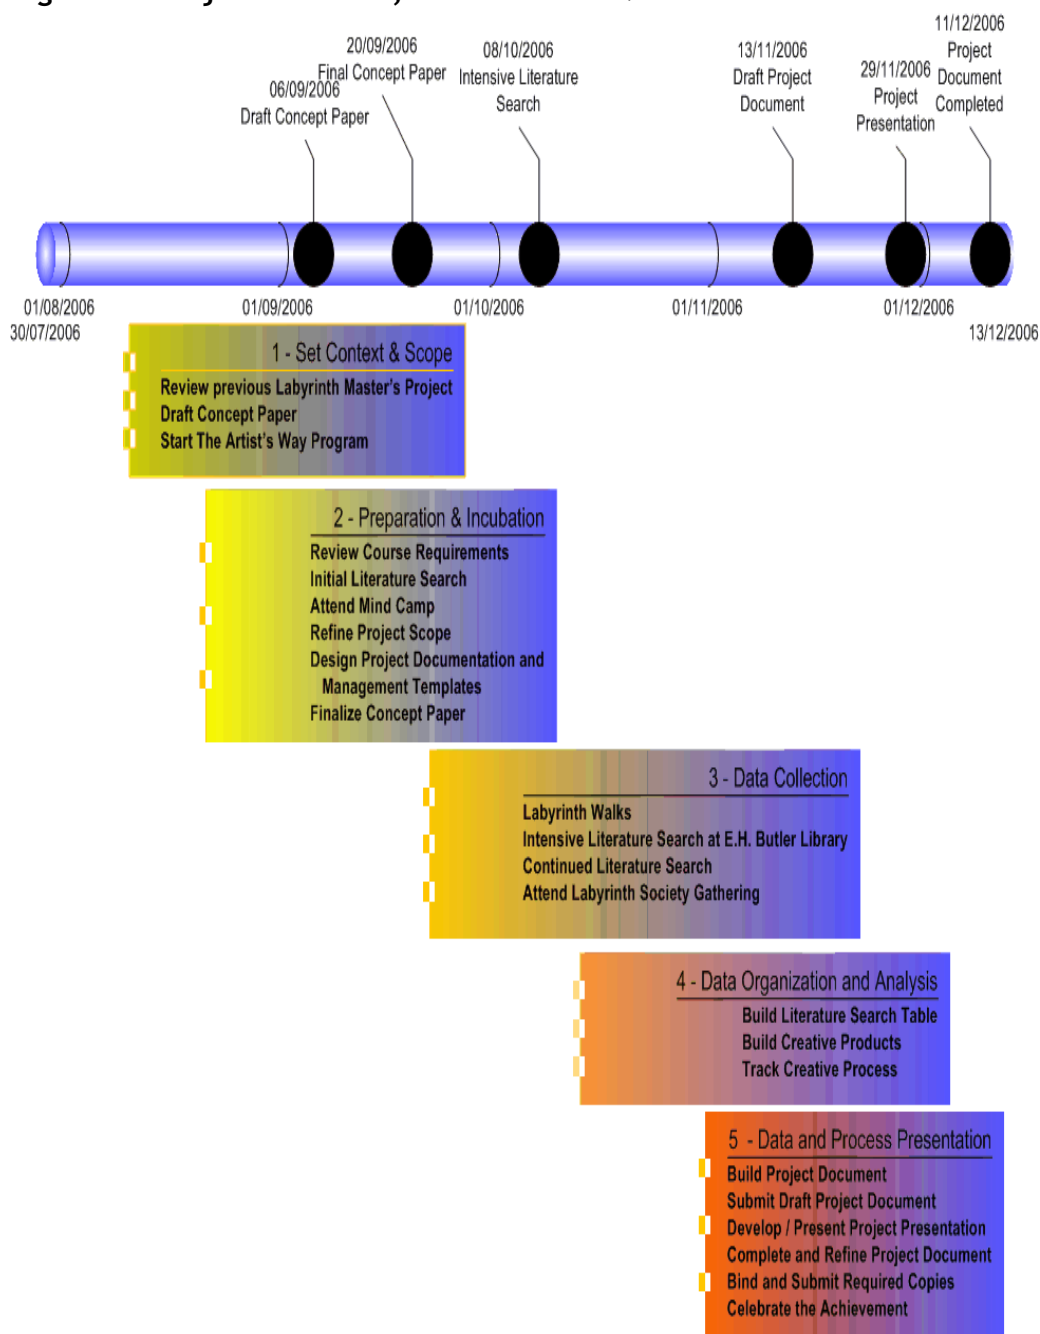 20/09/2006
Final Concept Paper
06/09/2006
Draft Concept Paper
08/10/2006
Intensive Literature
Search
13/11/2006
Draft Project
Document
29/11/2006
Project
Presentation
11/12/2006
Project
Document
Completed
01/08/2006
30/07/2006
01/09/2006
01/10/2006
01/11/2006
01/12/2006
13/12/2006
1 - Set Context & Scope
Review previous Labyrinth Master's Project
Draft Concept Paper
Start The Artist's Way Program
2 - Preparation & Incubation
Review Course Requirements
Initial Literature Search
Attend Mind Camp
Refine Project Scope
Design Project Documentation and
Management Templates
Finalize Concept Paper
3 - Data Collection
Labyrinth Walks
Intensive Literature Search at E.H. Butler Library
Continued Literature Search
Attend Labyrinth Society Gathering
4 - Data Organization and Analysis
Build Literature Search Table
Build Creative Products
Track Creative Process
5 - Data and Process Presentation
Build Project Document
Submit Draft Project Document
Develop / Present Project Presentation
Complete and Refine Project Document
Bind and Submit Required Copies
Celebrate the Achievement